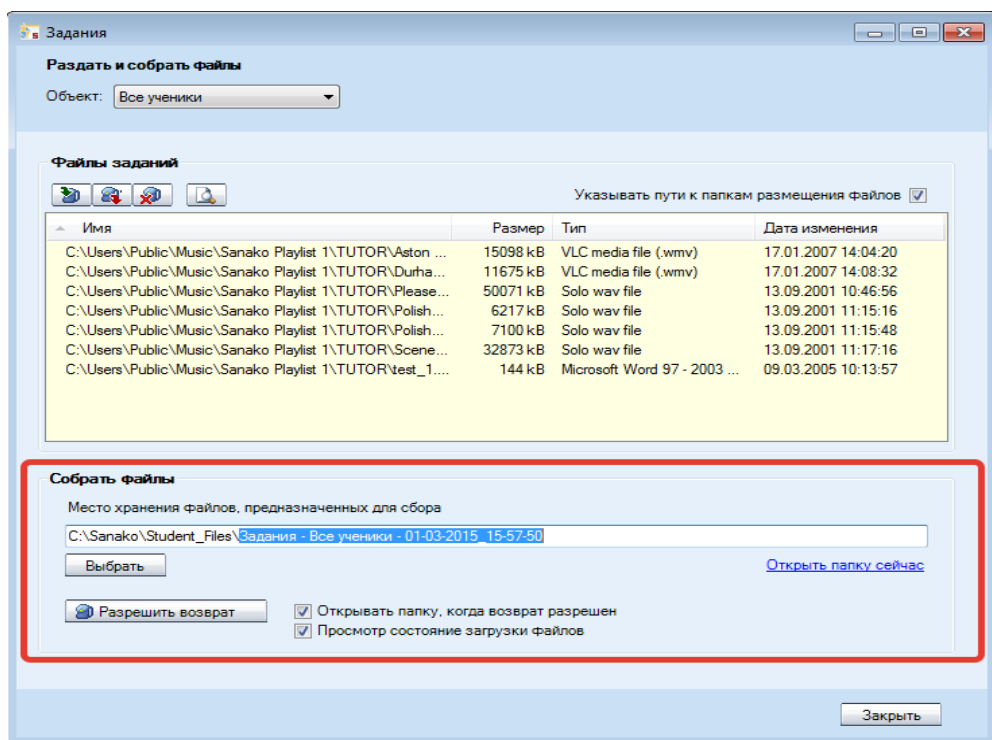 Задания
Раздать и собрать файлы
Объект: Все ученики
Файлы заданий
Указывать пути к папкам размещения файлов
Имя Размер Тип Дата изменения
C:\Users\Public\Music\Sanako Playlist 1\TUTOR\Aston ... 15098 kB VLC media file (.wmv) 17.01.2007 14:04:20
C:\Users\Public\Music\Sanako Playlist 1\TUTOR\Durha... 11675 kB VLC media file (.wmv) 17.01.2007 14:08:32
C:\Users\Public\Music\Sanako Playlist 1\TUTOR\Please... 50071 kB Solo wav file 13.09.2001 10:46:56
C:\Users\Public\Music\Sanako Playlist 1\TUTOR\Polish... 6217 kB Solo wav file 13.09.2001 11:15:16
C:\Users\Public\Music\Sanako Playlist 1\TUTOR\Polish... 7100 kB Solo wav file 13.09.2001 11:15:48
C:\Users\Public\Music\Sanako Playlist 1\TUTOR\Scene... 32873 kB Solo wav file 13.09.2001 11:17:16
C:\Users\Public\Music\Sanako Playlist 1\TUTOR\test_1.... 144 kB Microsoft Word 97 - 2003 ... 09.03.2005 10:13:57
Собрать файлы
Место хранения файлов, предназначенных для сбора
C:\Sanako\Student_Files\Задания - Все ученики - 01-03-2015_15-57-50
Выбрать Открыть папку сейчас
Разрешить возврат Открывать папку, когда возврат разрешен
Просмотр состояние загрузки файлов
Закрыть